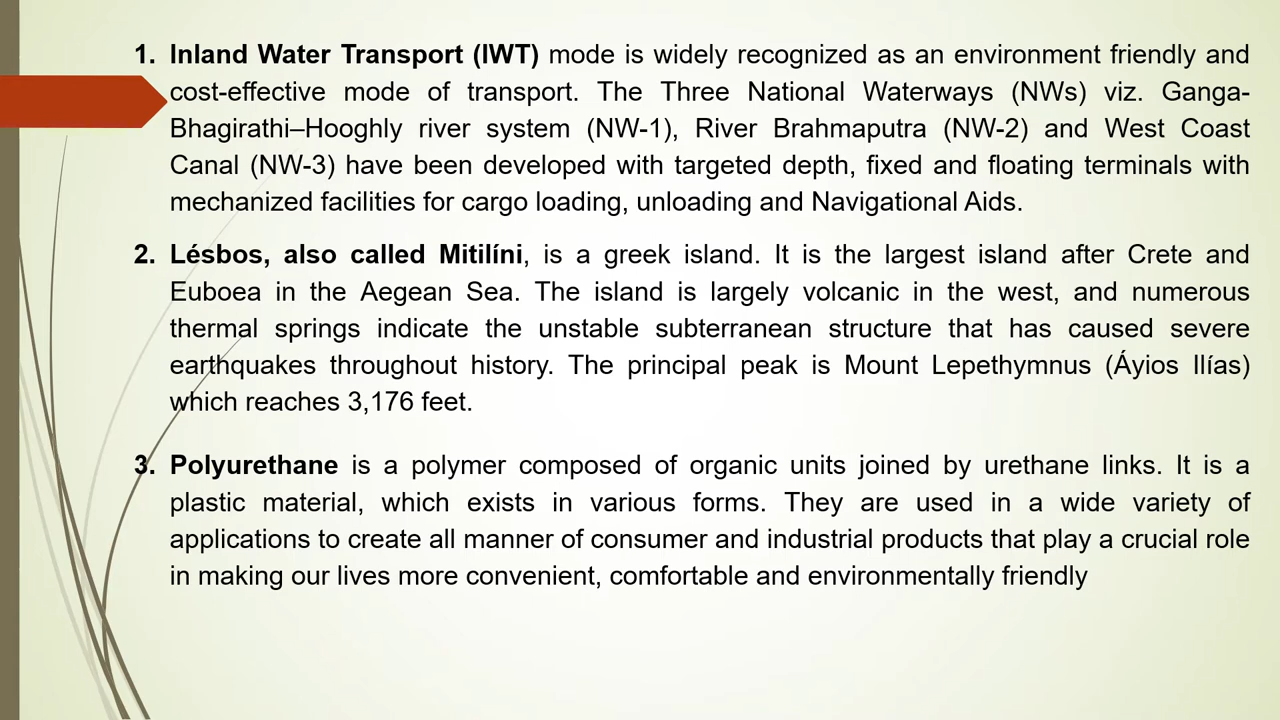 1. Inland Water Transport (IWT) mode is widely recognized as an environment friendly and
cost-effective mode of transport. The Three National Waterways (NWs) viz. Ganga-
Bhagirathi–Hooghly river system (NW-1), River Brahmaputra (NW-2) and West Coast
Canal (NW-3) have been developed with targeted depth, fixed and floating terminals with
mechanized facilities for cargo loading, unloading and Navigational Aids.
2. Lésbos, also called Mitilíni, is a greek island. It is the largest island after Crete and
Euboea in the Aegean Sea. The island is largely volcanic in the west, and numerous
thermal springs indicate the unstable subterranean structure that has caused severe
earthquakes throughout history. The principal peak is Mount Lepethymnus (Áyios Ilías)
which reaches 3,176 feet.
3. Polyurethane is a polymer composed of organic units joined by urethane links. It is a
plastic material, which exists in various forms. They are used in a wide variety of
applications to create all manner of consumer and industrial products that play a crucial role
in making our lives more convenient, comfortable and environmentally friendly